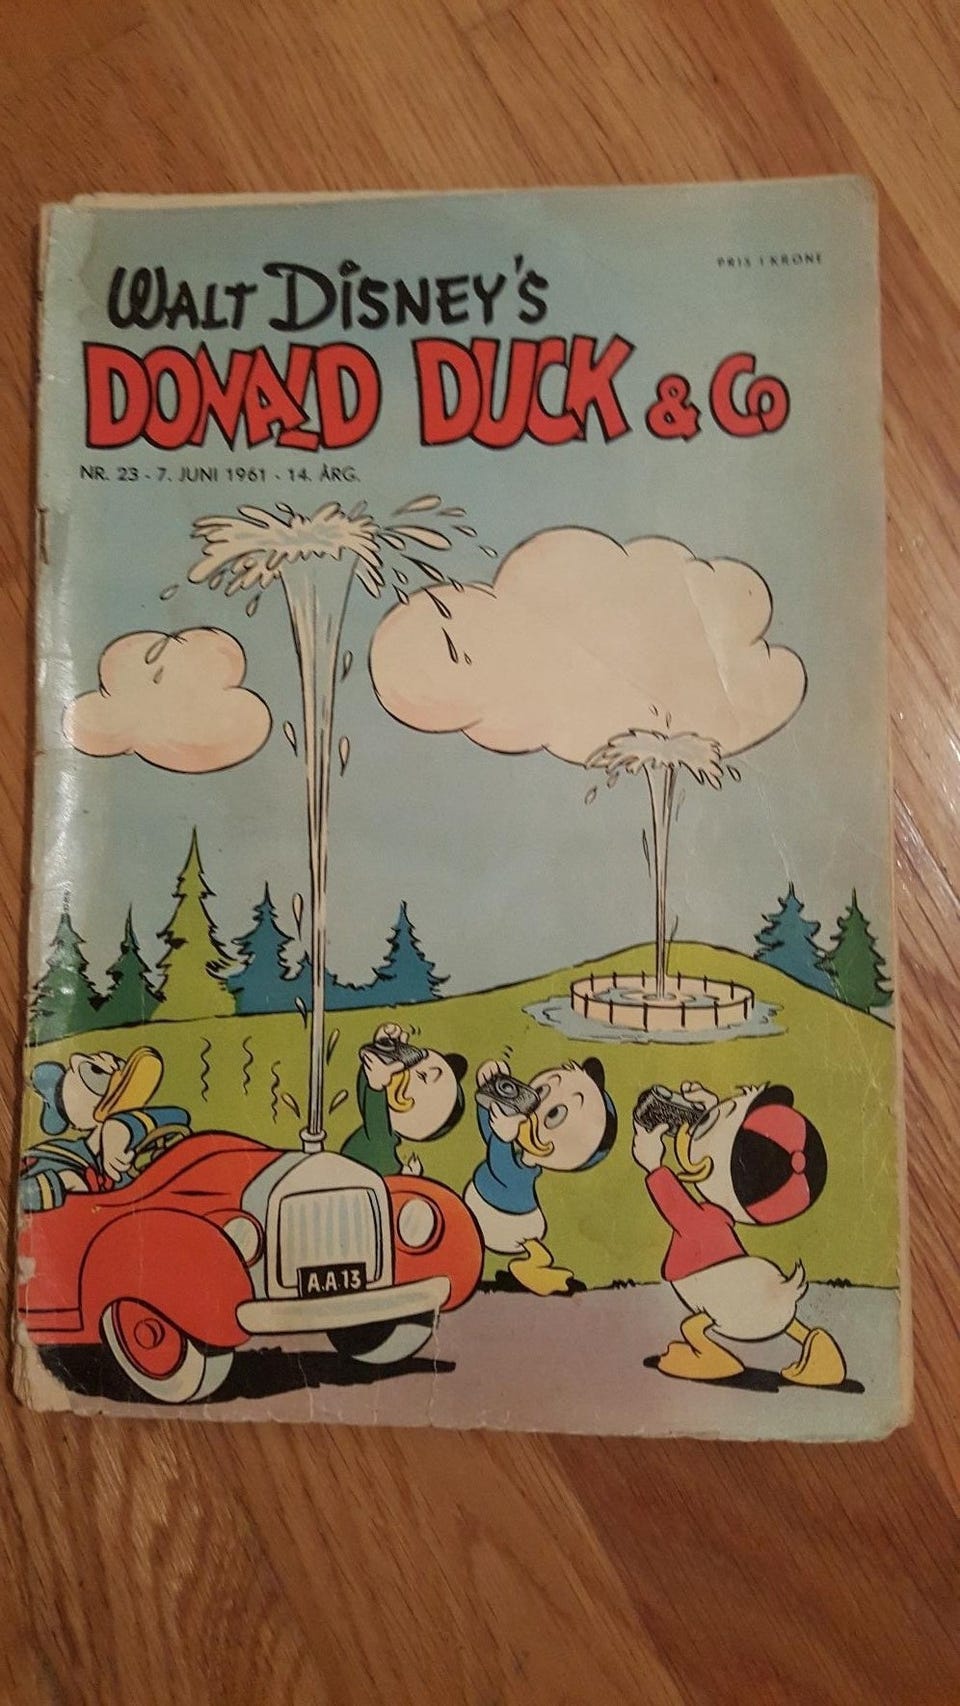 PRIS 1 KRONE
WALT DISNEY'S
DONALD DUCK & Co
NR. 23 - 7. JUNI 1961 - 14. ÅRG.
A.A.13